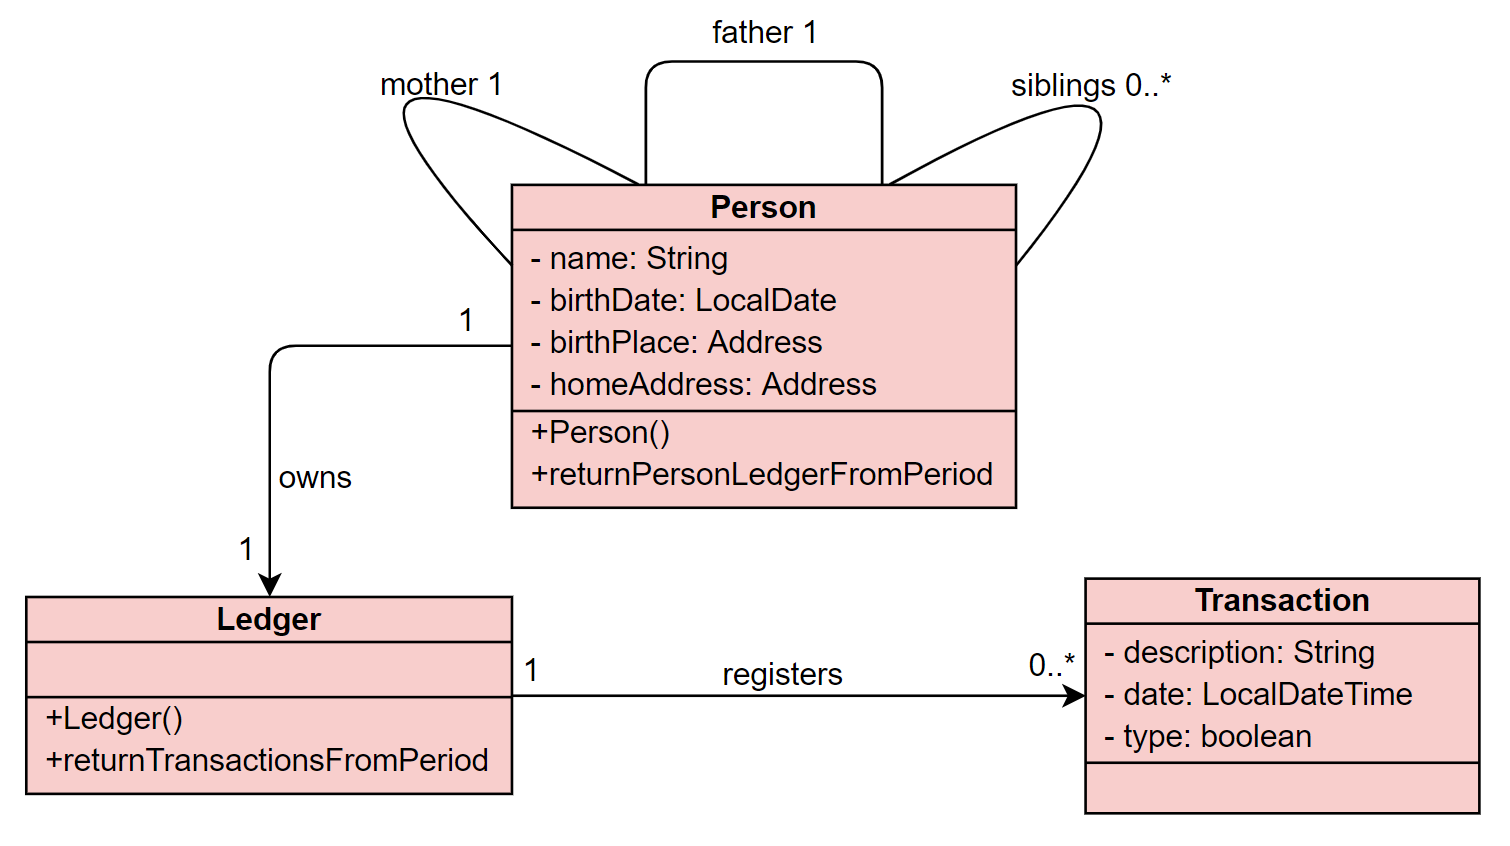 father 1
mother 1
siblings 0..*
Person
- name: String
- birthDate: LocalDate
- birthPlace: Address
- homeAddress: Address
+Person()
+returnPersonLedgerFromPeriod
1
owns
1
Ledger
+Ledger()
+returnTransactionsFromPeriod
1
registers
0..*
Transaction
- description: String
- date: LocalDateTime
- type: boolean